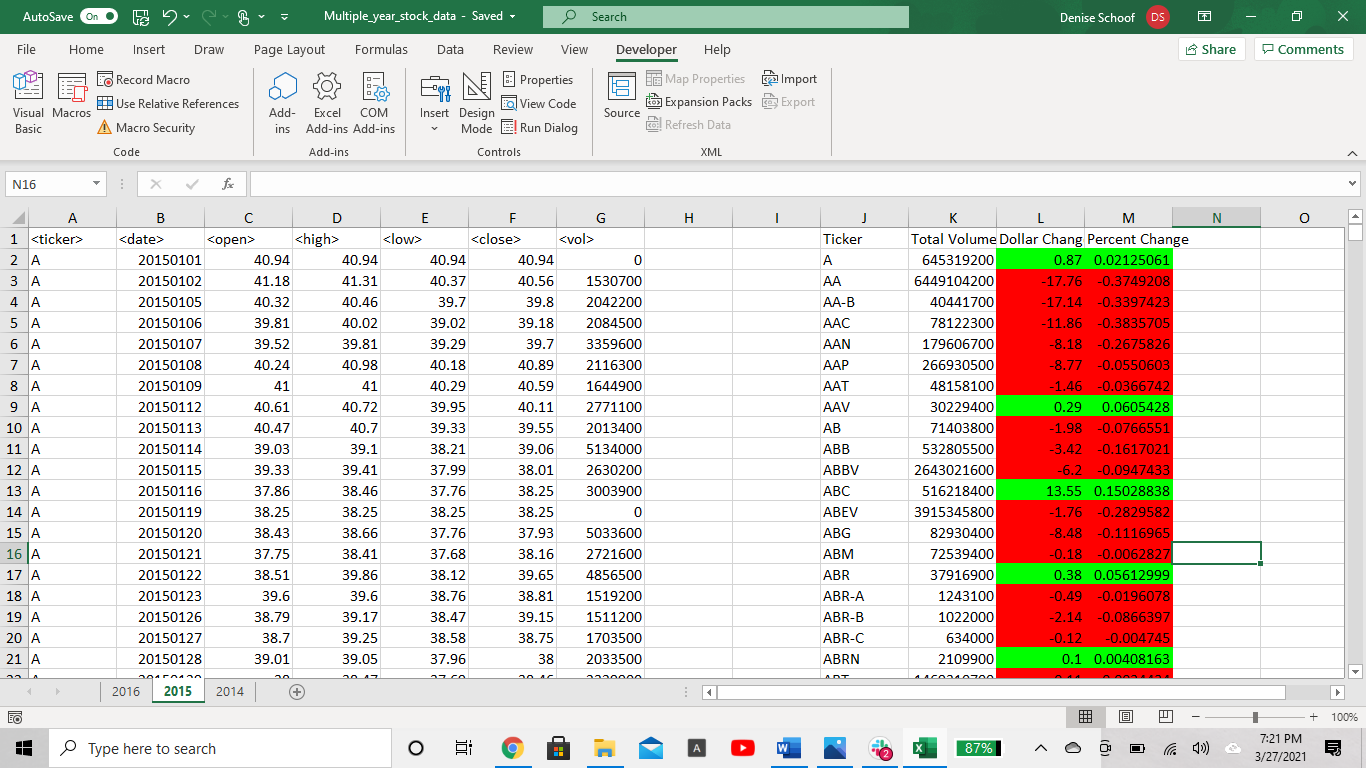 AutoSave On Multiple_year_stock_data - Saved Search Denise Schoof DS
File Home Insert Draw Page Layout Formulas Data Review View Developer Help Share Comments
Visual Basic
Macros
Record Macro
Use Relative References
Macro Security
Code
Add-ins
Excel Add-ins
COM Add-ins
Add-ins
Insert
Design Mode
Properties
View Code
Run Dialog
Controls
Source
Map Properties
Expansion Packs
Refresh Data
Import
Export
XML
N16 fx
A B C D E F G H I J K L M N O
1 <ticker> <date> <open> <high> <low> <close> <vol> Ticker Total Volume Dollar Chang Percent Change
2 A 20150101 40.94 40.94 40.94 40.94 0 A 645319200 0.87 0.02125061
3 A 20150102 41.18 41.31 40.37 40.56 1530700 AA 6449104200 -17.76 -0.3749208
4 A 20150105 40.32 40.46 39.7 39.8 2042200 AA-B 40441700 -17.14 -0.3397423
5 A 20150106 39.81 40.02 39.02 39.18 2084500 AAC 78122300 -11.86 -0.3835705
6 A 20150107 39.52 39.81 39.29 39.7 3359600 AAN 179606700 -8.18 -0.2675826
7 A 20150108 40.24 40.98 40.18 40.89 2116300 AAP 266930100 -8.77 -0.0550603
8 A 20150109 41 41 40.29 40.59 1644900 AAT 48158100 -1.46 -0.0366742
9 A 20150112 40.61 40.72 39.95 40.11 2771100 AAV 30229400 0.29 0.0605428
10 A 20150113 40.47 40.7 39.33 39.55 2013400 AB 71403800 -1.98 -0.0766551
11 A 20150114 39.03 39.1 38.21 39.06 5134000 ABB 532805500 -3.42 -0.1617021
12 A 20150115 39.33 39.41 37.99 38.01 2630200 ABBV 2643021600 -6.2 -0.0947433
13 A 20150116 37.86 38.46 37.76 38.25 3003900 ABC 516218400 13.55 0.15028838
14 A 20150119 38.25 38.25 38.25 38.25 0 ABEV 3915345800 -1.76 -0.2829582
15 A 20150120 38.43 38.66 37.76 37.93 5033600 ABG 82930400 -8.48 -0.1116965
16 A 20150121 37.75 38.41 37.68 38.16 2721600 ABM 72539400 -0.18 -0.0062827
17 A 20150122 38.51 39.86 38.12 39.65 4856500 ABR 37916900 0.38 0.05612999
18 A 20150123 39.6 39.6 38.76 38.81 1519200 ABR-A 1243100 -0.49 -0.0196078
19 A 20150126 38.79 39.17 38.47 39.15 1511200 ABR-B 1022000 -2.14 -0.0866397
20 A 20150127 38.7 39.25 38.58 38.75 1703500 ABR-C 634000 -0.12 -0.004745
21 A 20150128 39.01 39.05 37.96 38 2033500 ABRN 2109900 0.1 0.00408163
2016 2015 2014
100%
Type here to search A W 2 X 87% 7:21 PM
3/27/2021